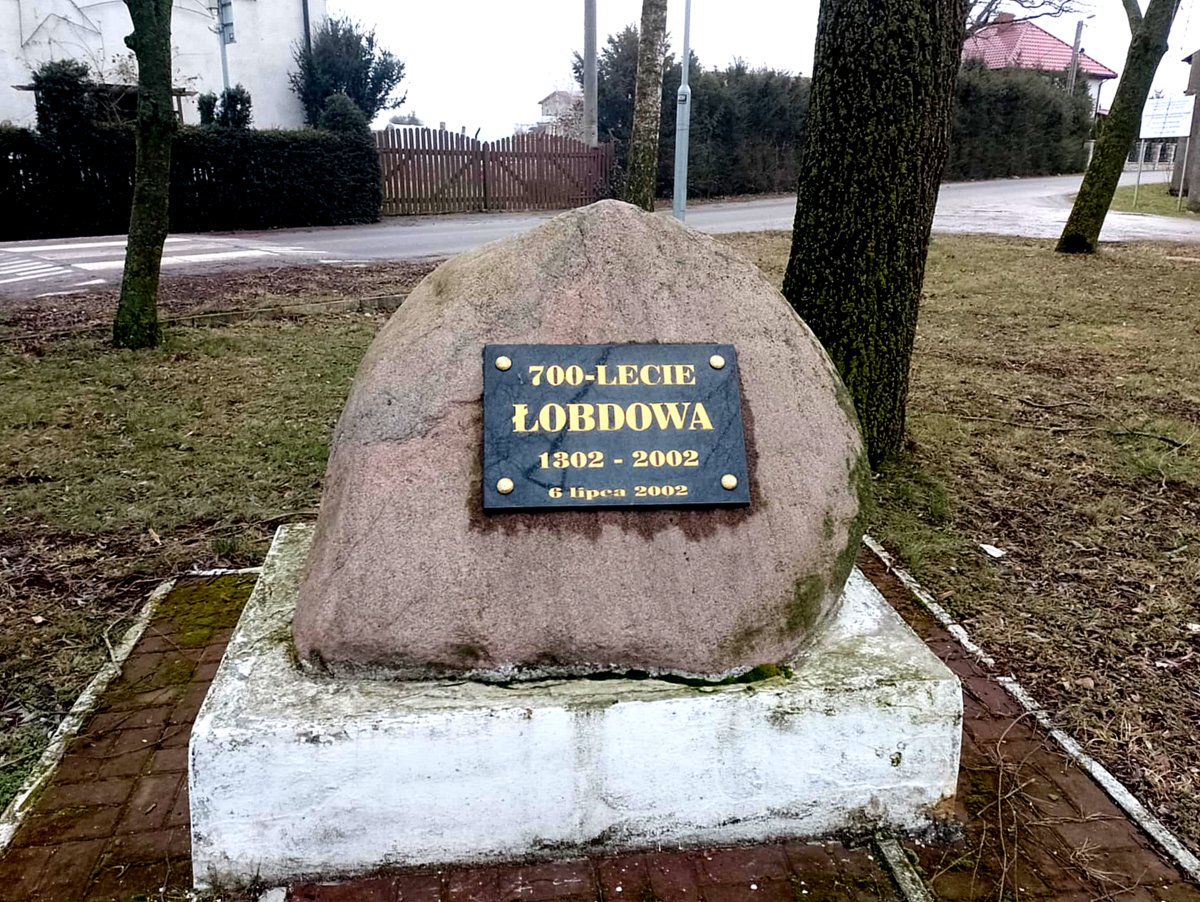 700-LECIE
ŁOBDOWA
1302 - 2002
6 lipca 2002